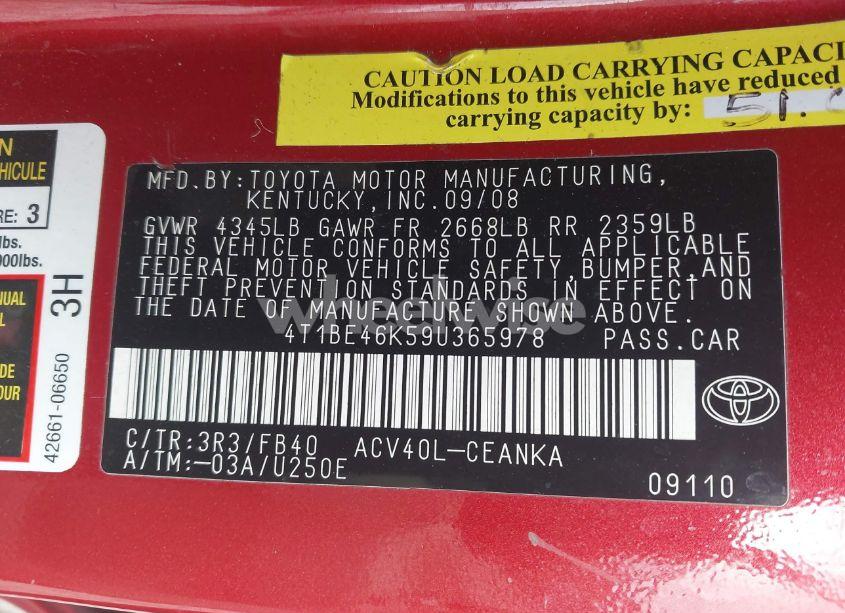 CAUTION LOAD CARRYING
Modifications to this vehicle have reduced
carrying capacity by: 51.
N
HICULE
RE: 3
lbs.
000lbs.
ANUAL
L
DE
OUR
3H
42661-06650
MFD.BY:TOYOTA MOTOR MANUFACTURING,
KENTUCKY,INC.09/08
GVWR 4345LB GAWR FR 2668LB RR 2359LB
THIS VEHICLE CONFORMS TO ALL APPLICABLE
FEDERAL MOTOR VEHICLE SAFETY,BUMPER,AND
THEFT PREVENTION STANDARDS IN EFFECT ON
THE DATE OF MANUFACTURE SHOWN ABOVE.
4T1BE46K59U365978 PASS.CAR
wheelwise
C/TR:3R3/FB40 ACV40L-CEANKA
A/TM:-03A/U250E
09110